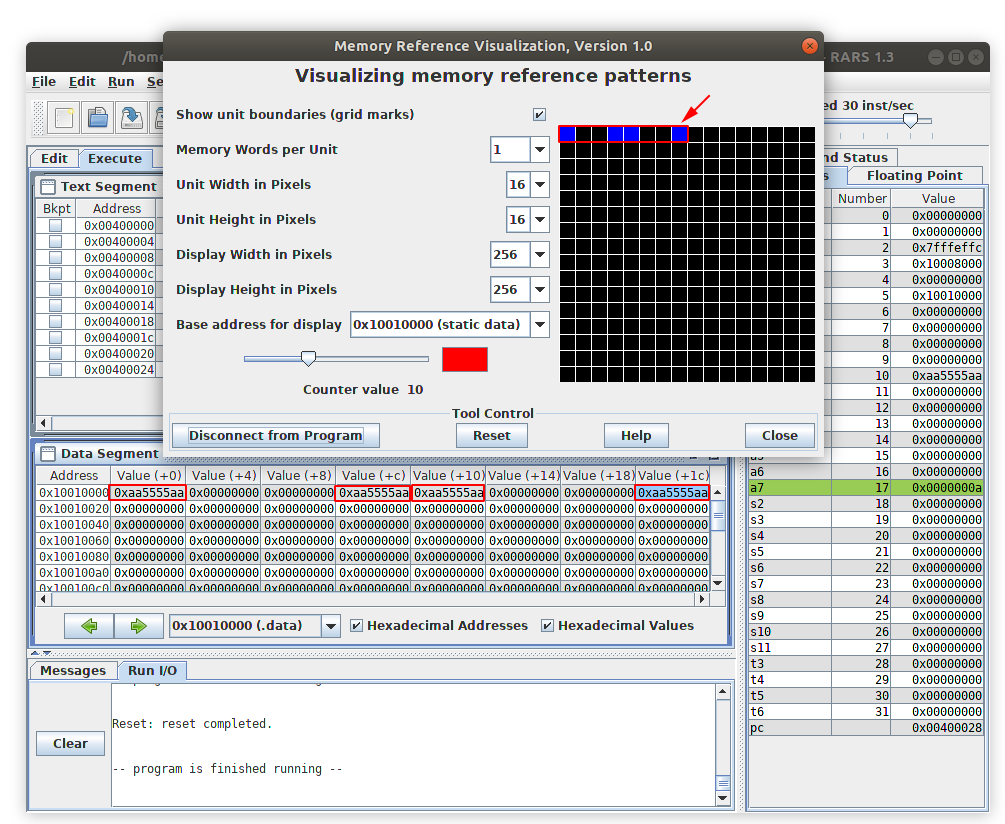 /home
Memory Reference Visualization, Version 1.0
- RARS 1.3
File Edit Run Se
Visualizing memory reference patterns
Show unit boundaries (grid marks)
Memory Words per Unit 1
Unit Width in Pixels 16
Unit Height in Pixels 16
Display Width in Pixels 256
Display Height in Pixels 256
Base address for display 0x10010000 (static data)
Counter value 10
Tool Control
Disconnect from Program Reset Help Close
ed 30 inst/sec
Edit Execute
Text Segment
Bkpt Address
0x00400000
0x00400004
0x00400008
0x0040000c
0x00400010
0x00400014
0x00400018
0x0040001c
0x00400020
0x00400024
nd Status
s Floating Point
Number Value
0 0x00000000
1 0x00000000
2 0x7fffeffc
3 0x10008000
4 0x00000000
5 0x10010000
6 0x00000000
7 0x00000000
8 0x00000000
9 0x00000000
10 0xaa5555aa
11 0x00000000
12 0x00000000
13 0x00000000
14 0x00000000
a5 15 0x00000000
a6 16 0x00000000
a7 17 0x0000000a
s2 18 0x00000000
s3 19 0x00000000
s4 20 0x00000000
s5 21 0x00000000
s6 22 0x00000000
s7 23 0x00000000
s8 24 0x00000000
s9 25 0x00000000
s10 26 0x00000000
s11 27 0x00000000
t3 28 0x00000000
t4 29 0x00000000
t5 30 0x00000000
t6 31 0x00000000
pc 0x00400028
Data Segment
Address Value (+0) Value (+4) Value (+8) Value (+c) Value (+10) Value (+14) Value (+18) Value (+1c)
0x10010000 0xaa5555aa 0x00000000 0x00000000 0xaa5555aa 0xaa5555aa 0x00000000 0x00000000 0xaa5555aa
0x10010020 0x00000000 0x00000000 0x00000000 0x00000000 0x00000000 0x00000000 0x00000000 0x00000000
0x10010040 0x00000000 0x00000000 0x00000000 0x00000000 0x00000000 0x00000000 0x00000000 0x00000000
0x10010060 0x00000000 0x00000000 0x00000000 0x00000000 0x00000000 0x00000000 0x00000000 0x00000000
0x10010080 0x00000000 0x00000000 0x00000000 0x00000000 0x00000000 0x00000000 0x00000000 0x00000000
0x100100a0 0x00000000 0x00000000 0x00000000 0x00000000 0x00000000 0x00000000 0x00000000 0x00000000
0x100100c0 0x00000000 0x00000000 0x00000000 0x00000000 0x00000000 0x00000000 0x00000000 0x00000000
0x10010000 (.data) Hexadecimal Addresses Hexadecimal Values
Messages Run I/O
Clear
Reset: reset completed.
-- program is finished running --